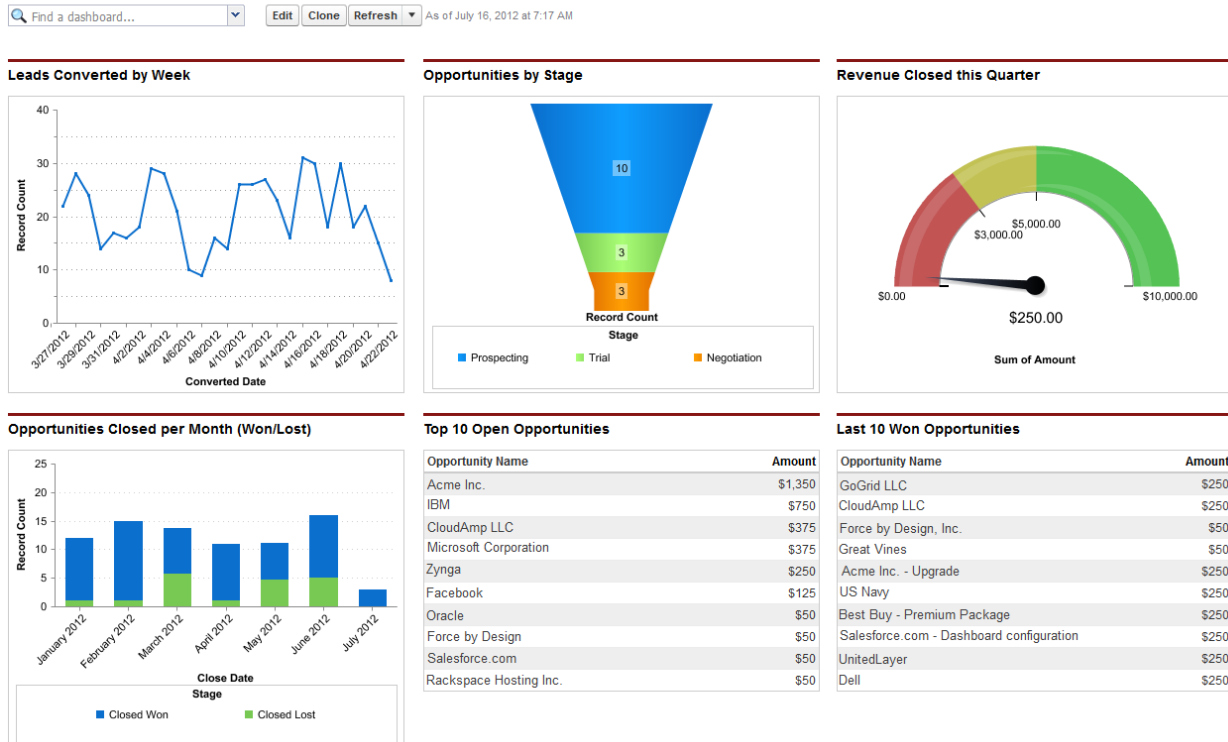 Find a dashboard...
Edit Clone Refresh As of July 16, 2012 at 7:17 AM
Leads Converted by Week
40
30
20
10
0
Record Count
3/27/2012 3/29/2012 3/31/2012 4/2/2012 4/4/2012 4/6/2012 4/8/2012 4/10/2012 4/12/2012 4/14/2012 4/16/2012 4/18/2012 4/20/2012 4/22/2012
Converted Date
Opportunities by Stage
10
3
3
Record Count
Stage
Prospecting Trial Negotiation
Revenue Closed this Quarter
$5,000.00
$3,000.00
$0.00 $10,000.00
$250.00
Sum of Amount
Opportunities Closed per Month (Won/Lost)
25
20
15
10
5
0
Record Count
January 2012 February 2012 March 2012 April 2012 May 2012 June 2012 July 2012
Close Date
Stage
Closed Won Closed Lost
Top 10 Open Opportunities
Opportunity Name Amount
Acme Inc. $1,350
IBM $750
CloudAmp LLC $375
Microsoft Corporation $375
Zynga $250
Facebook $125
Oracle $50
Force by Design $50
Salesforce.com $50
Rackspace Hosting Inc. $50
Last 10 Won Opportunities
Opportunity Name Amount
GoGrid LLC $250
CloudAmp LLC $250
Force by Design, Inc. $50
Great Vines $50
Acme Inc. - Upgrade $250
US Navy $250
Best Buy - Premium Package $250
Salesforce.com - Dashboard configuration $250
UnitedLayer $250
Dell $250